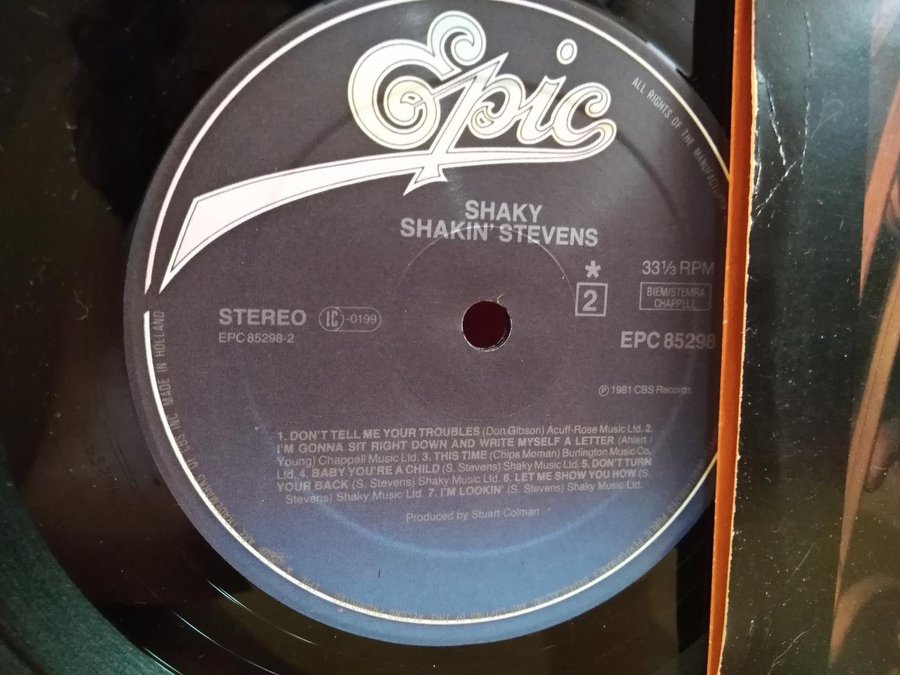 Epic
ALL RIGHTS OF THE MANUFAC
SHAKY
SHAKIN' STEVENS
*
33⅓ RPM
2
BIEM/STEMRA
CHAPPELL
STEREO LC-0199
EPC 85298-2
EPC 85298
MADE IN HOLLAND
℗ 1981 CBS Records
1. DON'T TELL ME YOUR TROUBLES (Don Gibson) Acuff-Rose Music Ltd. 2.
I'M GONNA SIT RIGHT DOWN AND WRITE MYSELF A LETTER (Ahlert/
Young) Chappell Music Ltd. 3. THIS TIME (Chips Moman) Burlington Music Co.
Ltd. 4. BABY YOU'RE A CHILD (S. Stevens) Shaky Music Ltd. 5. DON'T TURN
YOUR BACK (S. Stevens) Shaky Music Ltd. 6. LET ME SHOW YOU HOW (S.
Stevens) Shaky Music Ltd. 7. I'M LOOKIN' (S. Stevens) Shaky Music Ltd.
Produced by Stuart Colman